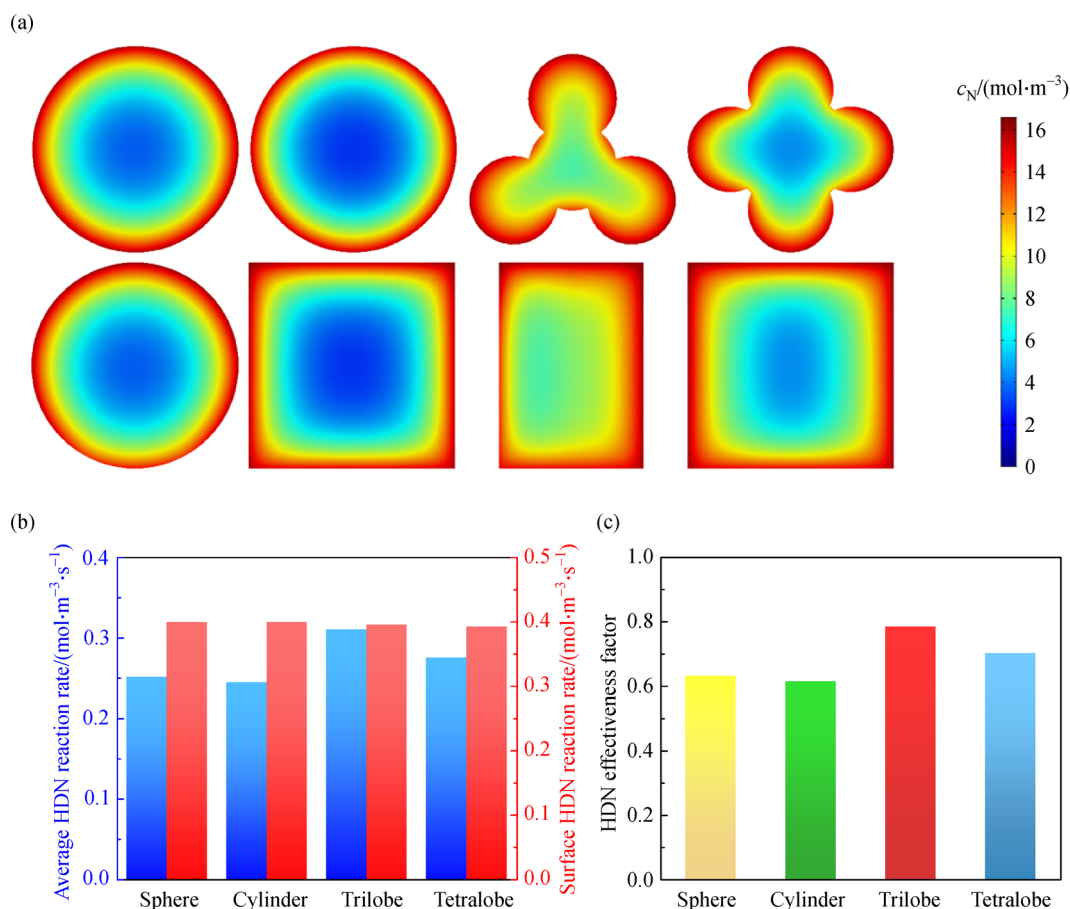 (a)
c_N/(mol·m⁻³)
16
14
12
10
8
6
4
2
0
(b)
Average HDN reaction rate/(mol·m⁻³·s⁻¹)
0.4
0.3
0.2
0.1
0.0
Sphere Cylinder Trilobe Tetralobe
0.5
0.4
0.3
0.2
0.1
0.0
Surface HDN reaction rate/(mol·m⁻³·s⁻¹)
(c)
HDN effectiveness factor
1.0
0.8
0.6
0.4
0.2
0.0
Sphere Cylinder Trilobe Tetralobe